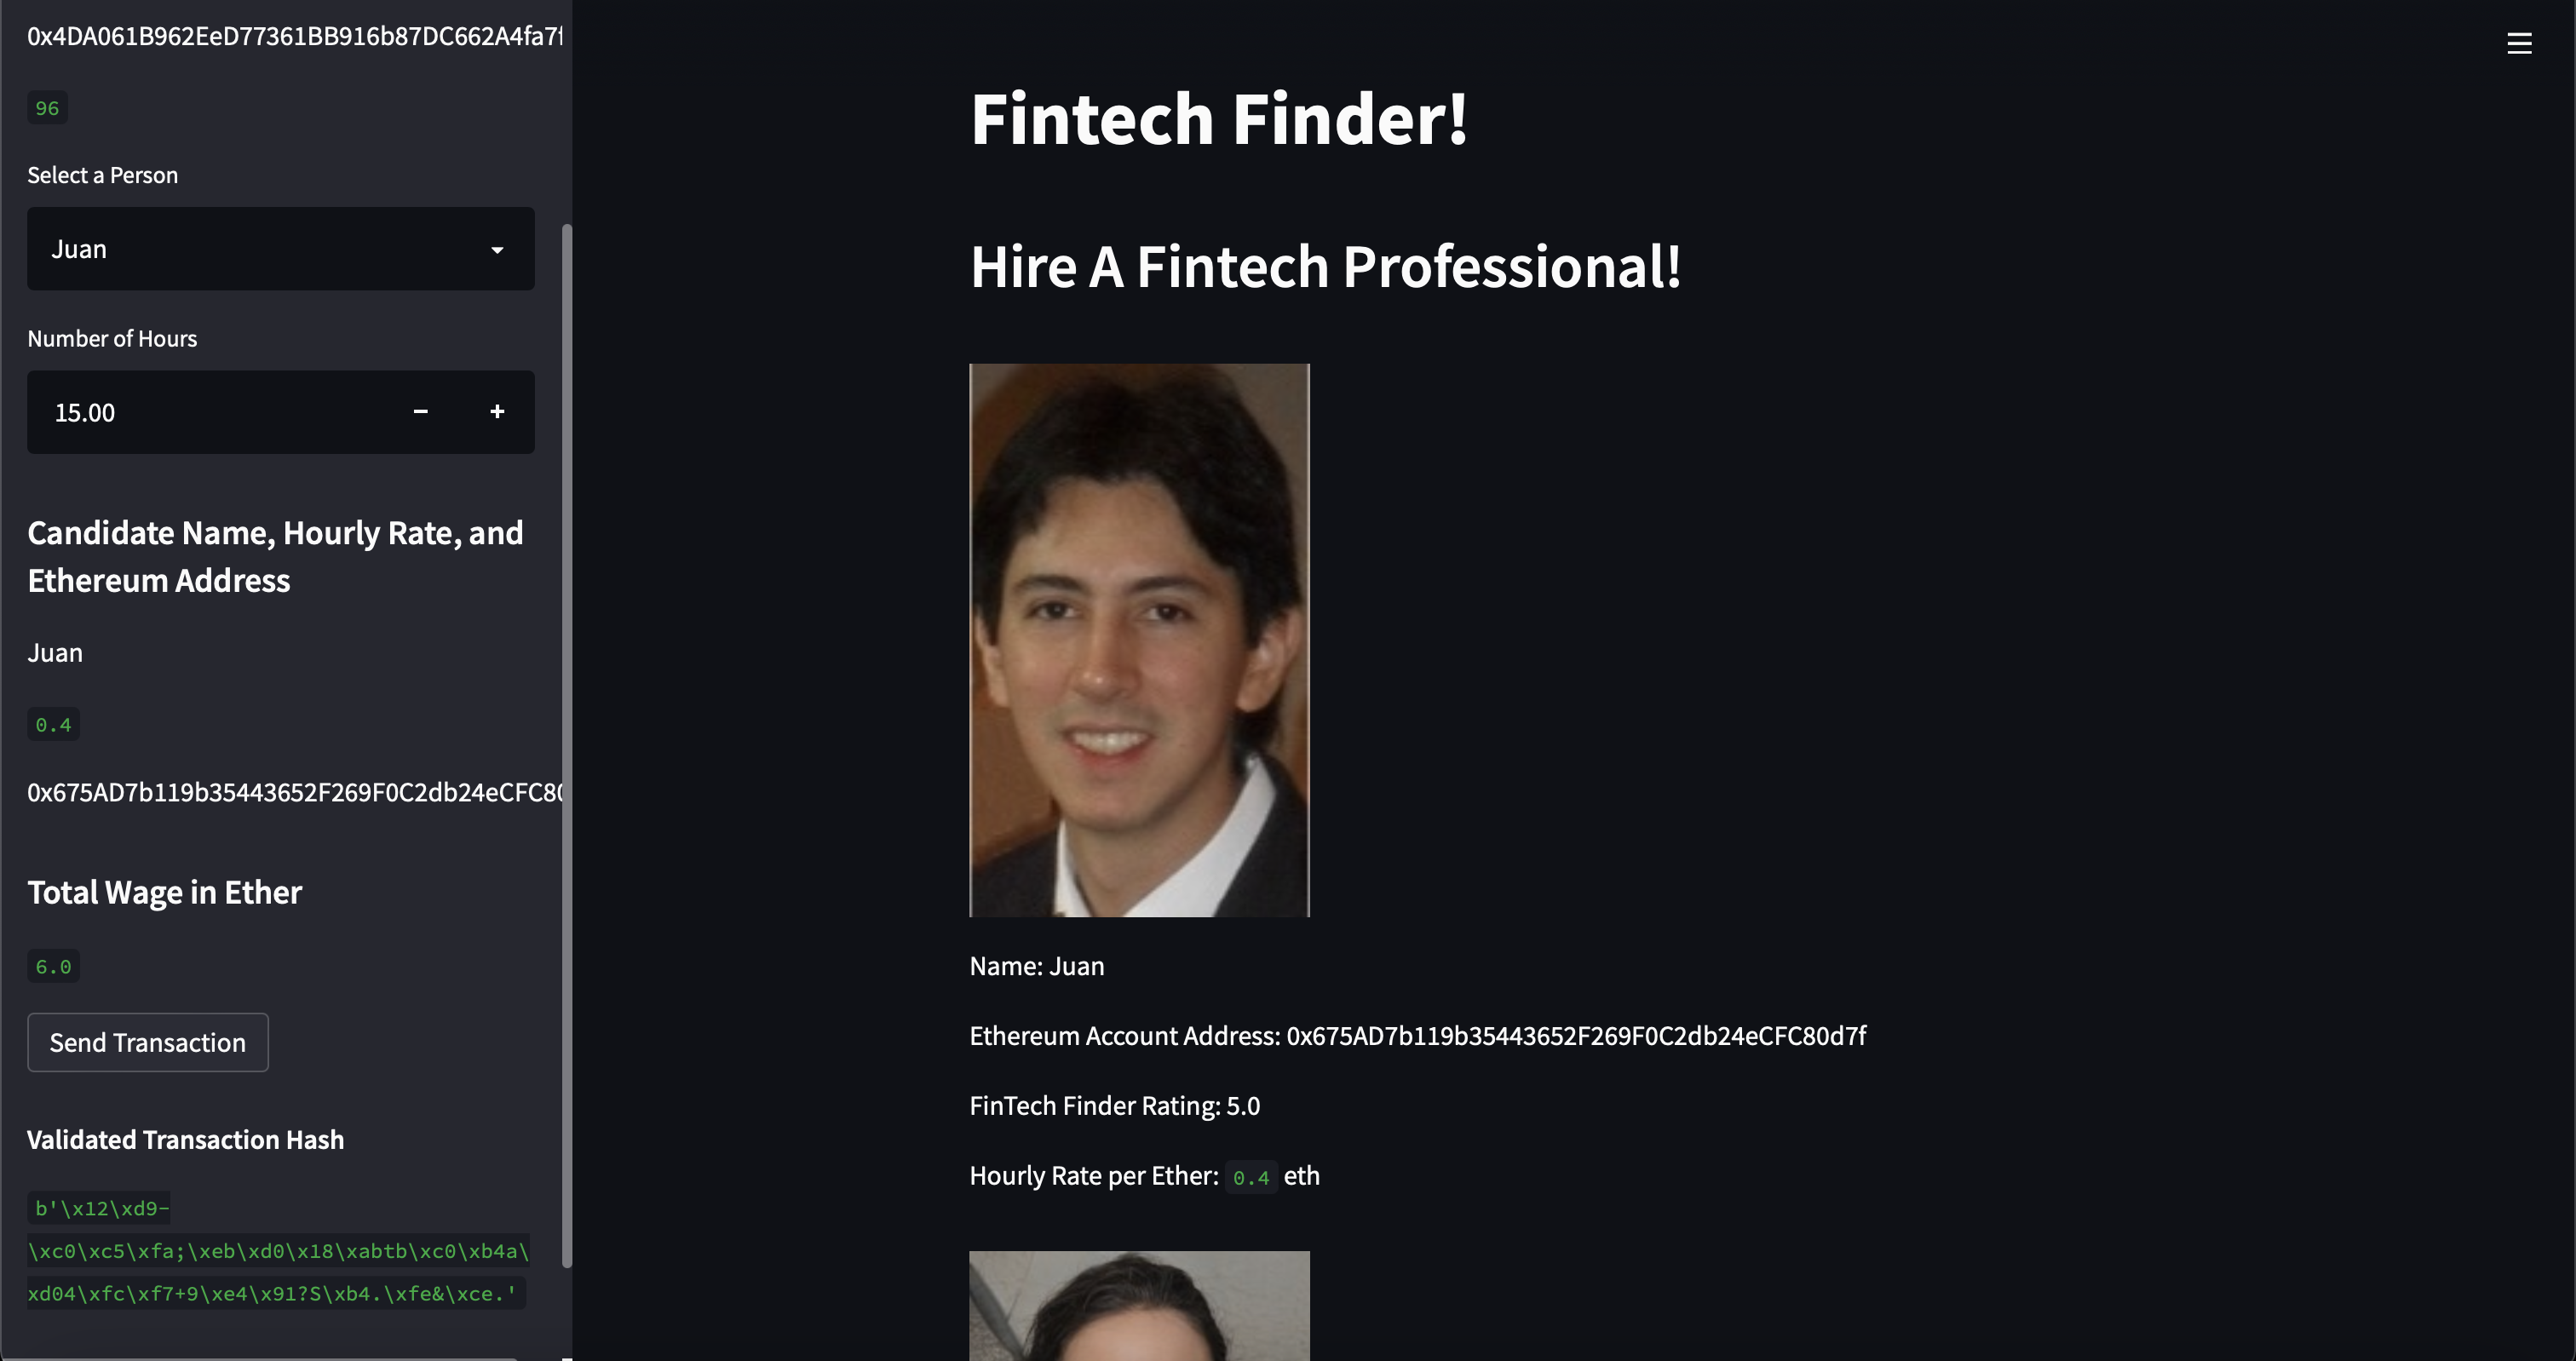 0x4DA061B962EeD77361BB916b87DC662A4fa7f
96
Select a Person
Juan
Number of Hours
15.00
Candidate Name, Hourly Rate, and
Ethereum Address
Juan
0.4
0x675AD7b119b35443652F269F0C2db24eCFC80
Total Wage in Ether
6.0
Send Transaction
Validated Transaction Hash
b'\x12\xd9-
\xc0\xc5\xfa;\xeb\xd0\x18\xabtb\xc0\xb4a\
xd04\xfc\xf7+9\xe4\x91?S\xb4.\xfe&\xce.'
Fintech Finder!
Hire A Fintech Professional!
Name: Juan
Ethereum Account Address: 0x675AD7b119b35443652F269F0C2db24eCFC80d7f
FinTech Finder Rating: 5.0
Hourly Rate per Ether: 0.4 eth